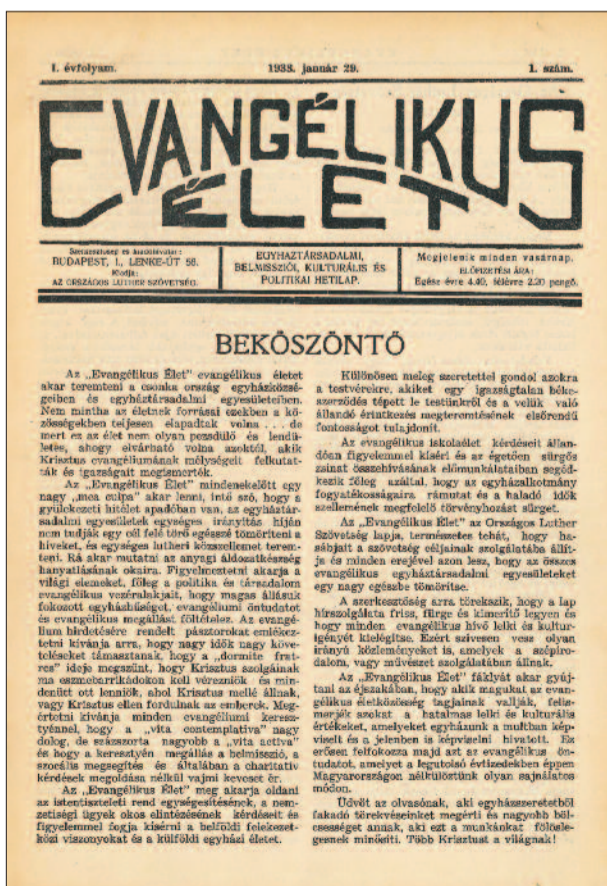 I. évfolyam.
1933. január 29.
1. szám.
EVANGÉLIKUS
ÉLET
Szerkesztőség és kiadóhivatal:
BUDAPEST, I., LENKE-ÚT 58.
Kiadja:
AZ ORSZÁGOS LUTHER SZÖVETSÉG.
EGYHÁZTÁRSADALMI,
BELMISSZIÓI, KULTURÁLIS ÉS
POLITIKAI HETILAP.
Megjelenik minden vasárnap.
ELŐFIZETÉSI ÁRA:
Egész évre 4.40, félévre 2.20 pengő.
BEKÖSZÖNTŐ
Az „Evangélikus Élet" evangélikus életet
akar teremteni a csonka ország egyházközsé-
geiben és egyháztársadalmi egyesületeiben.
Nem mintha az életnek forrásai ezekben a kö-
zösségekben teljesen elapadtak volna . . . de
mert ez az élet nem olyan pezsdülő és lendü-
letes, ahogy elvárható volna azoktól, akik
Krisztus evangéliumának mélységeit felkutat-
ták és igazságait megismerték.
Az „Evangélikus Élet" mindenekelőtt egy
nagy „mea culpa" akar lenni, intő szó, hogy a
gyülekezeti hitélet apadóban van, az egyháztár-
sadalmi egyesületek egységes irányítás híján
nem tudják egy cél felé törő egésszé tömöríteni a
híveket, és egységes lutheri közszellemet terem-
teni. Rá akar mutatni az anyagi áldozatkészség
hanyatlásának okaira. Figyelmeztetni akarja a
világi elemeket, főleg a politika és társadalom
evangélikus vezéralakjait, hogy magas állásuk
fokozott egyházhűséget, evangéliumi öntudatot
és evangélikus megállást föltételez. Az evangé-
lium hirdetésére rendelt pásztorokat emlékez-
tetni kívánja arra, hogy nagy idők nagy köve-
teléseket támasztanak, hogy a „dormite frat-
res" ideje megszünt, hogy Krisztus szolgáinak
ma eszmebarrikádokon kell vérezniök és min-
denütt ott lenniök, ahol Krisztus mellé állnak,
vagy Krisztus ellen fordulnak az emberek. Meg-
értetni kívánja minden evangéliumi keresz-
tyénnel, hogy a „vita contemplativa" nagy
dolog, de százszorta nagyobb a „vita activa"
és hogy a keresztyén megállás a belmisszió, a
szociális megsegítés és általában a charitativ
kérdések megoldása nélkül vajmi keveset ér.
Az „Evangélikus Élet" meg akarja oldani
az istentiszteleti rend egységesítésének, a nem-
zetiségi ügyek okos elintézésének kérdéseit és
figyelemmel fogja kísérni a belföldi felekezet-
közi viszonyokat és a külföldi egyházi életet.
Különösen meleg szeretettel gondol azokra
a testvérekre, akiket egy igazságtalan béke-
szerződés tépett le testünkről és a velük való
állandó érintkezés megteremtésének elsőrendű
fontosságot tulajdonít.
Az evangélikus iskolaélet kérdéseit állan-
dóan figyelemmel kíséri és az égetően sürgős
zsinat összehívásának előmunkálataiban segéd-
kezik főleg azáltal, hogy az egyházalkotmány
fogyatékosságaira rámutat és a haladó idők
szellemének megfelelő törvényhozást sürget.
Az „Evangélikus Élet" az Országos Luther
Szövetség lapja, természetes tehát, hogy ha-
sábjait a szövetség céljainak szolgálatába állít-
ja és minden erejével azon lesz, hogy az összes
evangélikus egyháztársadalmi egyesületeket
egy nagy egészbe tömörítse.
A szerkesztőség arra törekszik, hogy a lap
hírszolgálata friss, fürge és kimerítő legyen és
hogy minden evangélikus hívő lelki és kultur-
igényét kielégítse. Ezért szívesen vesz olyan
irányú közleményeket is, amelyek a szépiro-
dalom, vagy művészet szolgálatában állnak.
Az „Evangélikus Élet" fáklyát akar gyúj-
tani az éjszakában, hogy akik magukat az evan-
gélikus életközösség tagjainak vallják, felis-
merjék azokat a hatalmas lelki és kulturális
értékeket, amelyeket egyházunk a multban kép-
viselt és a jelenben is képviselni hivatott. Ez
erősen felfokozza majd azt az evangélikus ön-
tudatot, amelyet a legutolsó évtizedekben éppen
Magyarországon nélkülöztünk olyan sajnálatos
módon.
Üdvöt az olvasónak, aki egyházszeretetből
fakadó törekvéseinket megérti és nagyobb böl-
csességet annak, aki ezt a munkánkat fölösle-
gesnek minősíti. Több Krisztust a világnak!